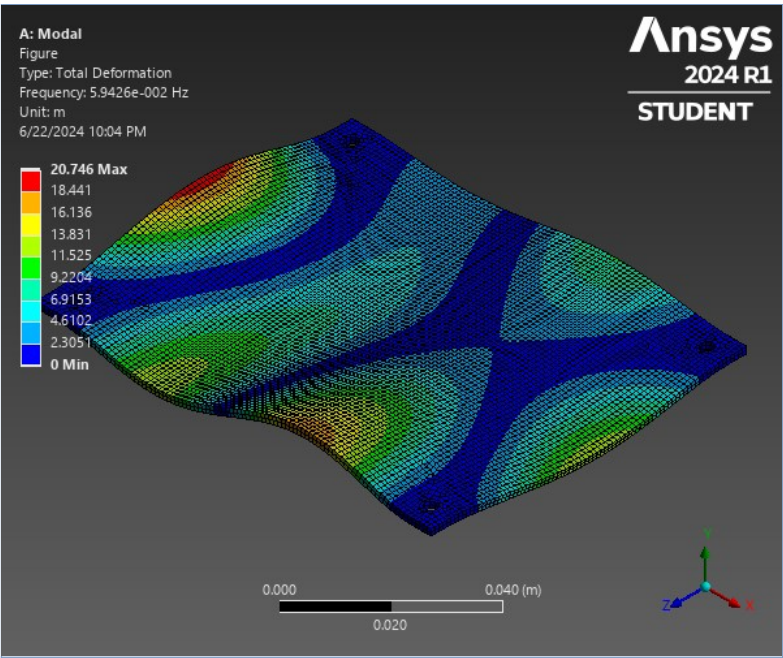 A: Modal
Figure
Type: Total Deformation
Frequency: 5.9426e-002 Hz
Unit: m
6/22/2024 10:04 PM
Ansys
2024 R1
STUDENT
20.746 Max
18.441
16.136
13.831
11.525
9.2204
6.9153
4.6102
2.3051
0 Min
0.000 0.040 (m)
0.020
Y
Z X